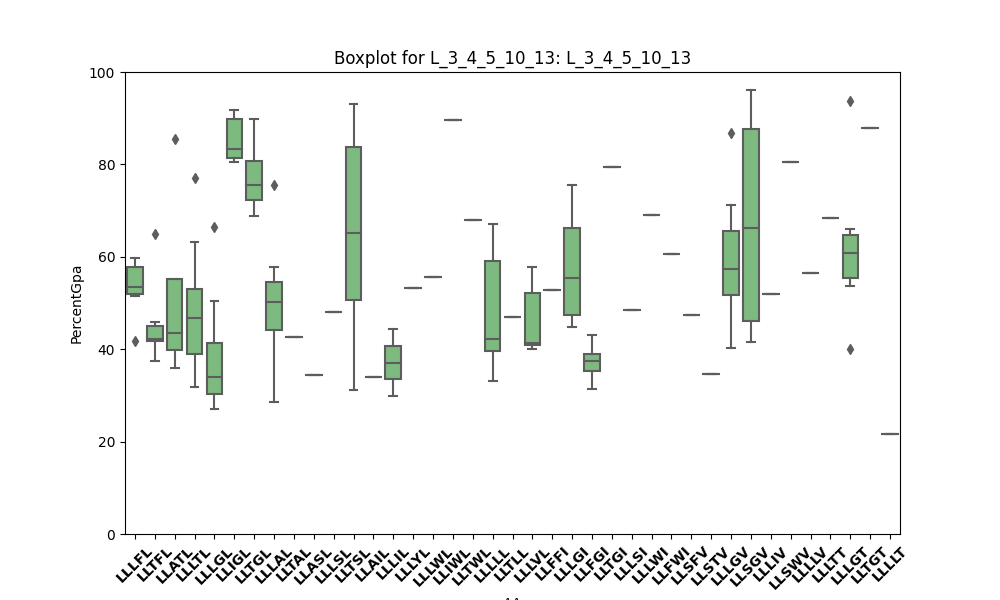 Boxplot for L_3_4_5_10_13: L_3_4_5_10_13
PercentGpa
100
80
60
40
20
0
LLLFL
LLTFL
LLATL
LLLTL
LLLGL
LLIGL
LLTGL
LLLAL
LLTAL
LLASL
LLLSL
LLTSL
LLAIL
LLLIL
LLLYL
LLLWL
LLIWL
LLTWL
LLLLL
LLTLL
LLLVL
LLFFI
LLLGI
LLFGI
LLTGI
LLLSI
LLLWI
LLFWI
LLSFV
LLSTV
LLLGV
LLSGV
LLLIV
LLSWV
LLLLV
LLLTT
LLLGT
LLTGT
LLLLT